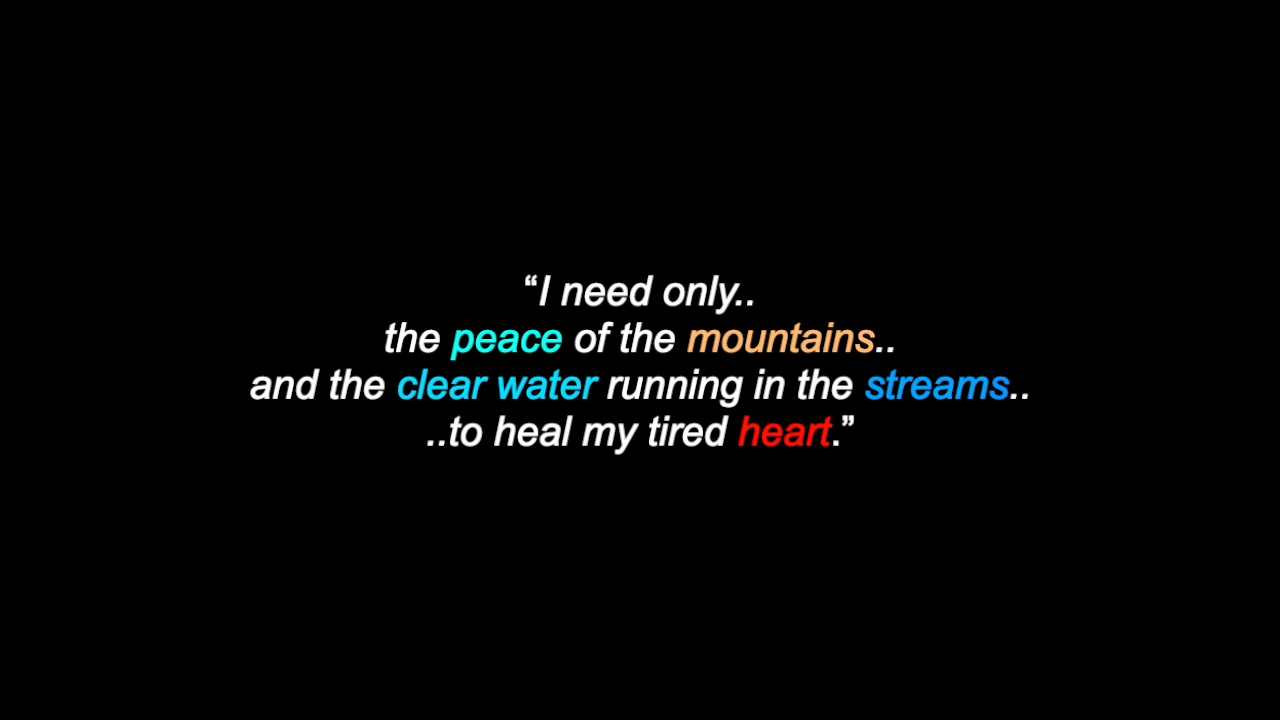 “I need only..
the peace of the mountains..
and the clear water running in the streams..
..to heal my tired heart.”